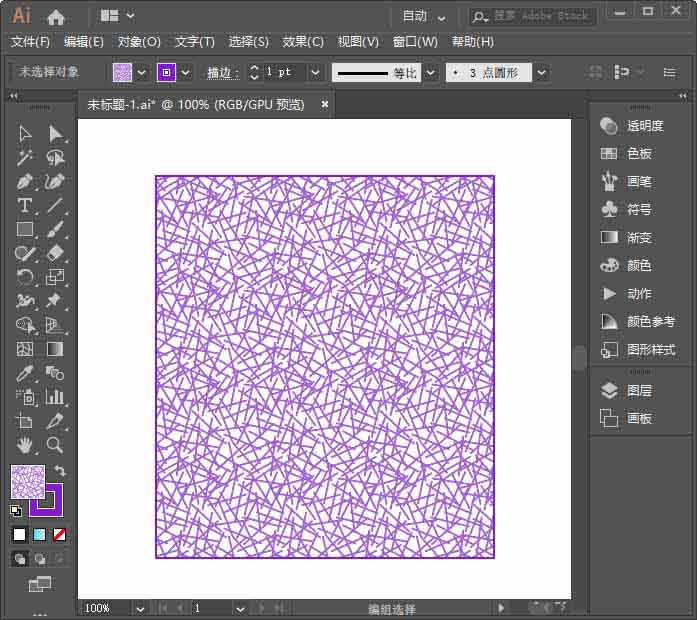 Ai
自动
搜索 Adobe Stock
文件(F) 编辑(E) 对象(O) 文字(T) 选择(S) 效果(C) 视图(V) 窗口(W) 帮助(H)
未选择对象 描边: 1 pt 等比 3 点圆形
未标题-1.ai* @ 100% (RGB/GPU 预览) ×
透明度
色板
画笔
符号
渐变
颜色
动作
颜色参考
图形样式
图层
画板
100% 1 编组选择